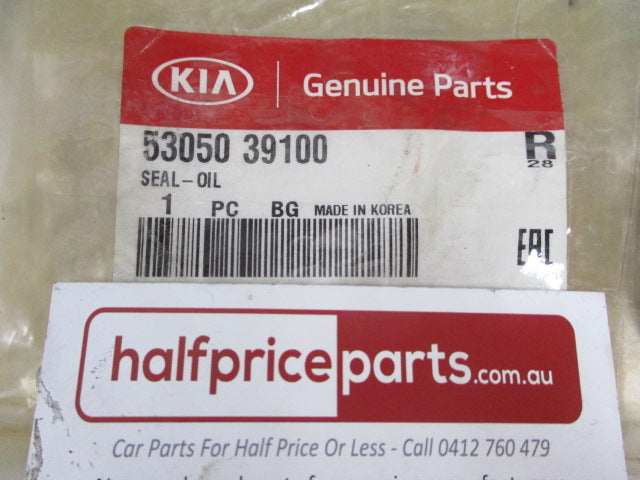 KIA Genuine Parts
53050 39100 R
28
SEAL-OIL
1 PC BG MADE IN KOREA
EAC
halfpriceparts.com.au
Car Parts For Half Price Or Less - Call 0412 760 479